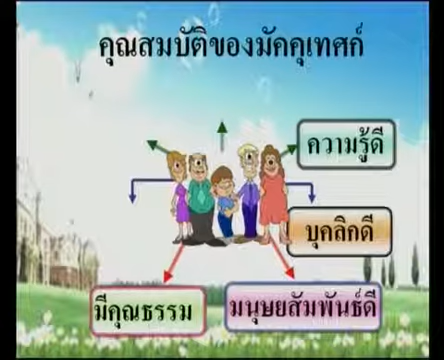 คุณสมบัติของมัคคุเทศก์
ความรู้ดี
บุคลิกดี
มีคุณธรรม
มนุษยสัมพันธ์ดี